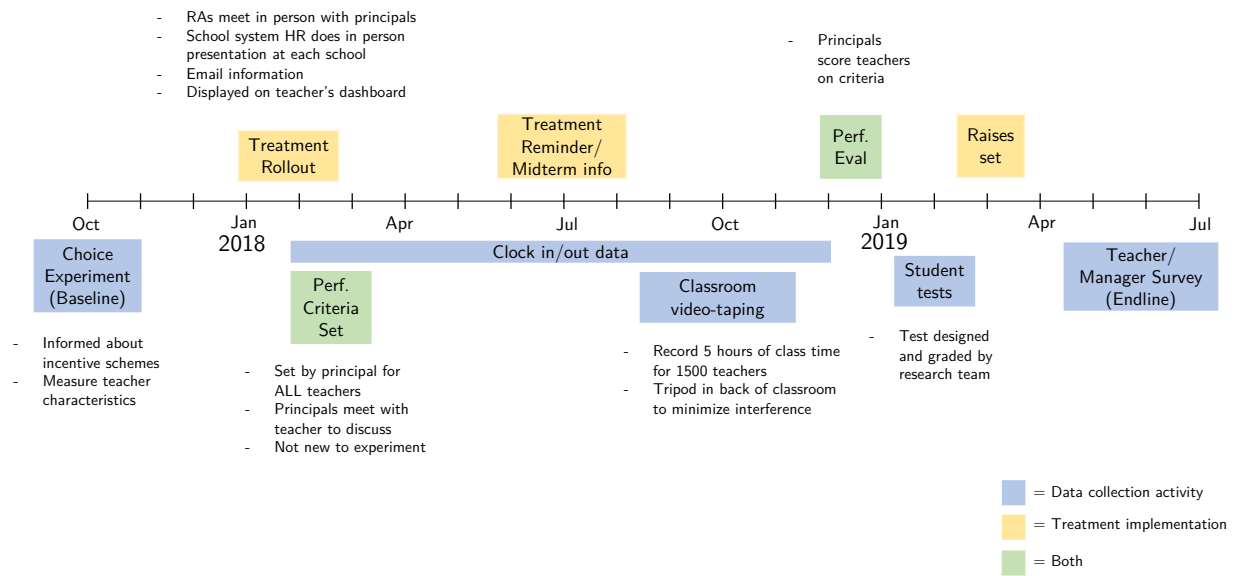 - RAs meet in person with principals
- School system HR does in person
presentation at each school
- Email information
- Displayed on teacher's dashboard
- Principals
score teachers
on criteria
Treatment
Rollout
Treatment
Reminder/
Midterm info
Perf.
Eval
Raises
set
Oct
Jan
2018
Apr
Jul
Oct
Jan
2019
Apr
Jul
Choice
Experiment
(Baseline)
Clock in/out data
Perf.
Criteria
Set
Classroom
video-taping
Student
tests
Teacher/
Manager Survey
(Endline)
- Informed about
incentive schemes
- Measure teacher
characteristics
- Set by principal for
ALL teachers
- Principals meet with
teacher to discuss
- Not new to experiment
- Record 5 hours of class time
for 1500 teachers
- Tripod in back of classroom
to minimize interference
- Test designed
and graded by
research team
= Data collection activity
= Treatment implementation
= Both